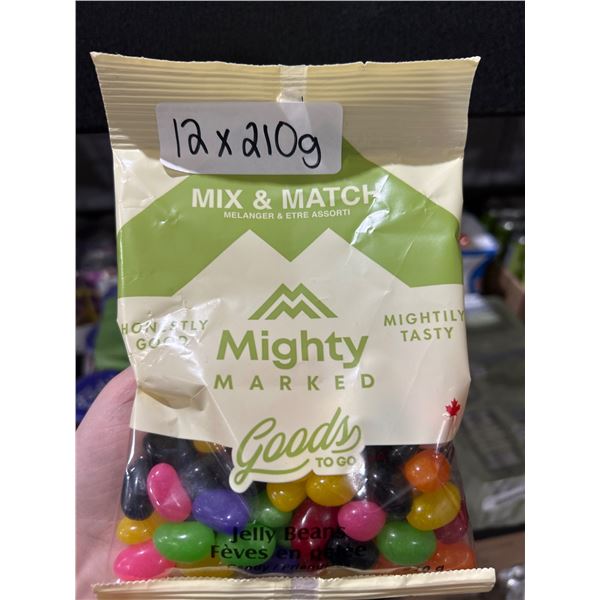 12 x 210g
MIX & MATCH
MELANGER & ETRE ASSORTI
HONESTLY
GOOD
MIGHTILY
TASTY
Mighty
MARKED
Goods
TO GO
Jelly Beans
Fèves en